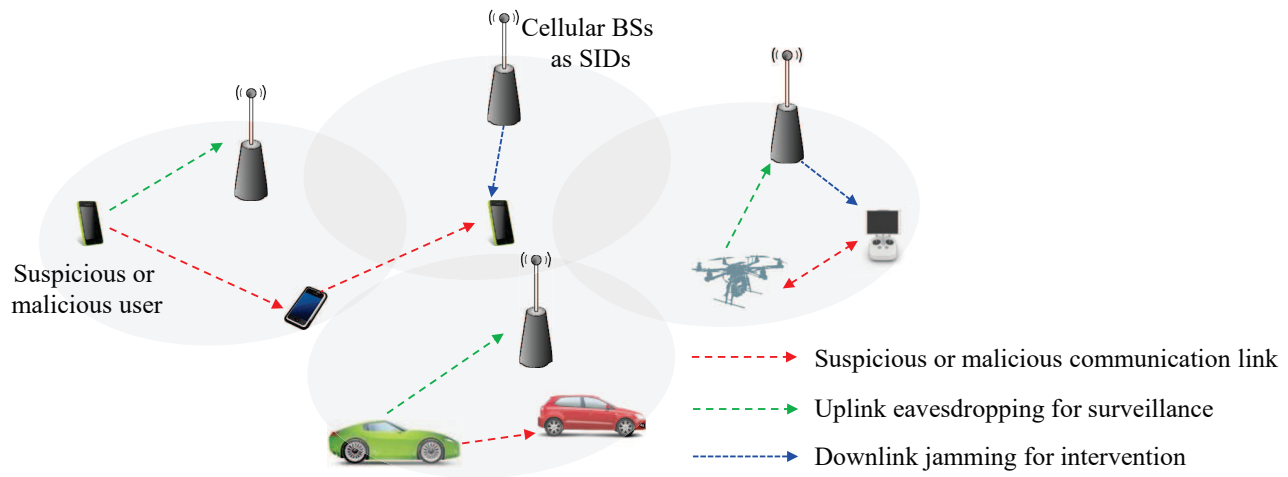 Cellular BSs
as SIDs
Suspicious or
malicious user
Suspicious or malicious communication link
Uplink eavesdropping for surveillance
Downlink jamming for intervention